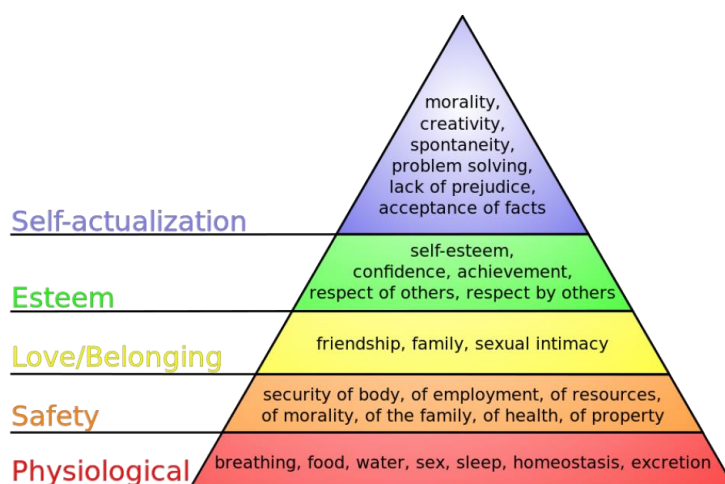 morality,
creativity,
spontaneity,
problem solving,
lack of prejudice,
acceptance of facts
Self-actualization
self-esteem,
confidence, achievement,
respect of others, respect by others
Esteem
friendship, family, sexual intimacy
Love/Belonging
security of body, of employment, of resources,
of morality, of the family, of health, of property
Safety
breathing, food, water, sex, sleep, homeostasis, excretion
Physiological